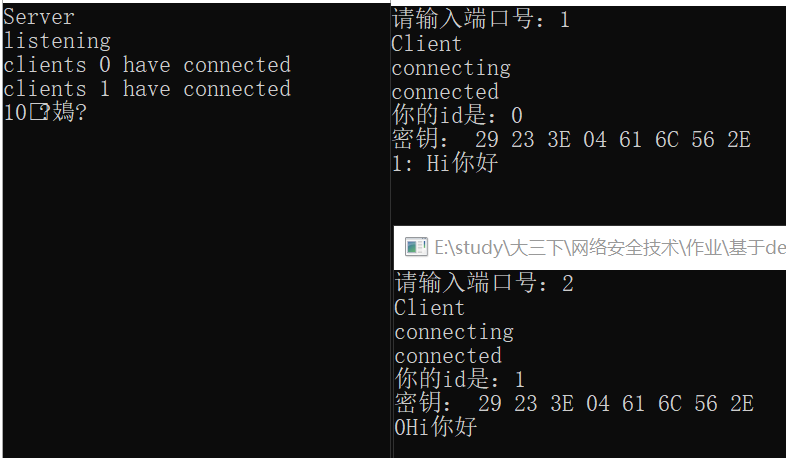 Server
listening
clients 0 have connected
clients 1 have connected
请输入端口号：1
Client
connecting
connected
你的id是：0
密钥： 29 23 3E 04 61 6C 56 2E
1: Hi你好
E:\study\大三下\网络安全技术\作业\基于de
请输入端口号：2
Client
connecting
connected
你的id是：1
密钥： 29 23 3E 04 61 6C 56 2E
0Hi你好